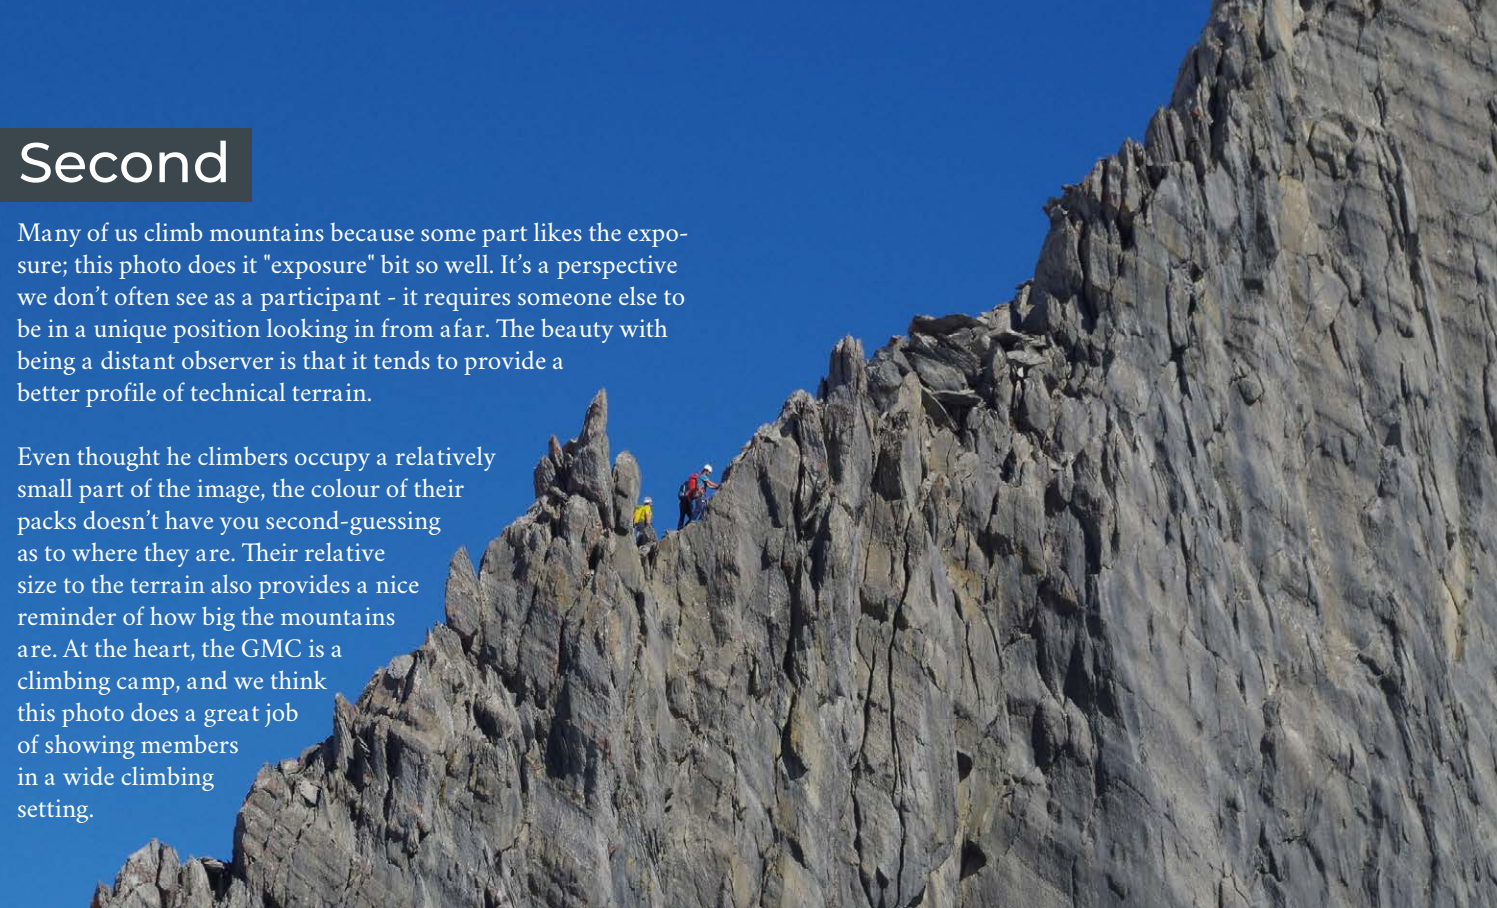 Second
Many of us climb mountains because some part likes the expo-
sure; this photo does it "exposure" bit so well. It’s a perspective
we don’t often see as a participant - it requires someone else to
be in a unique position looking in from afar. The beauty with
being a distant observer is that it tends to provide a
better profile of technical terrain.
Even thought he climbers occupy a relatively
small part of the image, the colour of their
packs doesn’t have you second-guessing
as to where they are. Their relative
size to the terrain also provides a nice
reminder of how big the mountains
are. At the heart, the GMC is a
climbing camp, and we think
this photo does a great job
of showing members
in a wide climbing
setting.